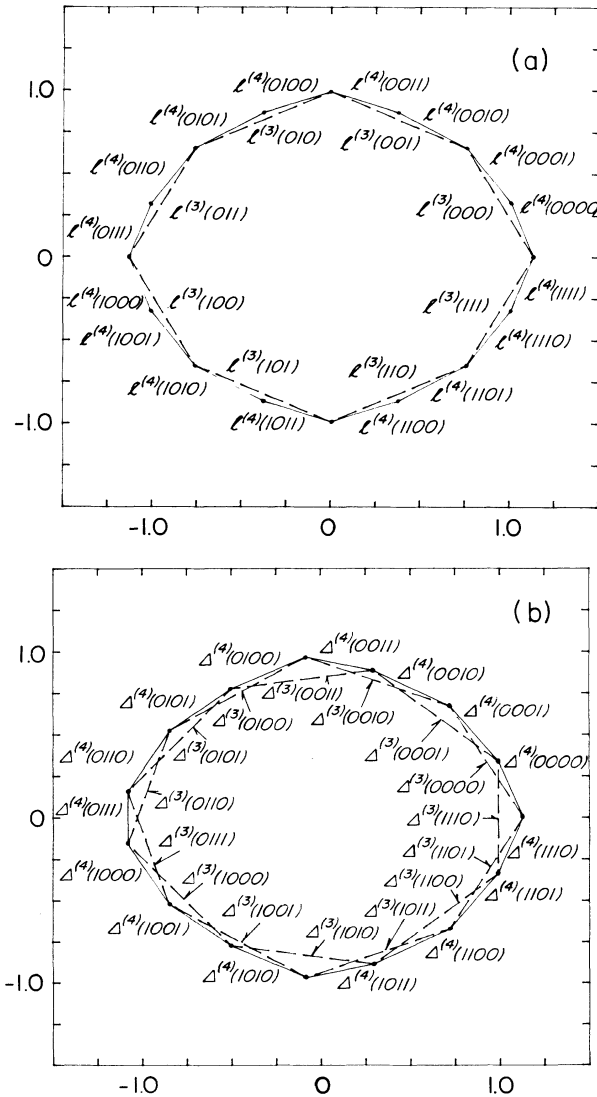 (a)
ℓ(4)(0100) ℓ(4)(0011)
1.0
ℓ(4)(0101) ℓ(4)(0010)
ℓ(3)(010) ℓ(3)(001)
ℓ(4)(0110) ℓ(4)(0001)
ℓ(3)(011) ℓ(3)(000) ℓ(4)(0000)
ℓ(4)(0111)
0
ℓ(4)(1000) ℓ(3)(100) ℓ(3)(111) ℓ(4)(1111)
ℓ(4)(1001) ℓ(4)(1110)
ℓ(3)(101) ℓ(3)(110)
ℓ(4)(1010) ℓ(4)(1101)
-1.0
ℓ(4)(1011) ℓ(4)(1100)
-1.0 0 1.0
(b)
1.0
Δ(4)(0100) Δ(4)(0011)
Δ(4)(0010)
Δ(3)(0011)
Δ(4)(0101) Δ(3)(0100) Δ(3)(0010) Δ(4)(0001)
Δ(4)(0110) Δ(3)(0101) Δ(3)(0001) Δ(4)(0000)
Δ(3)(0110) Δ(3)(0000)
Δ(4)(0111) Δ(3)(1110)
0
Δ(3)(0111) Δ(3)(1101) Δ(4)(1110)
Δ(4)(1000) Δ(3)(1000) Δ(3)(1100) Δ(4)(1101)
Δ(4)(1001) Δ(3)(1001) Δ(3)(1010) Δ(3)(1011) Δ(4)(1100)
Δ(4)(1010) Δ(4)(1011)
-1.0
-1.0 0 1.0